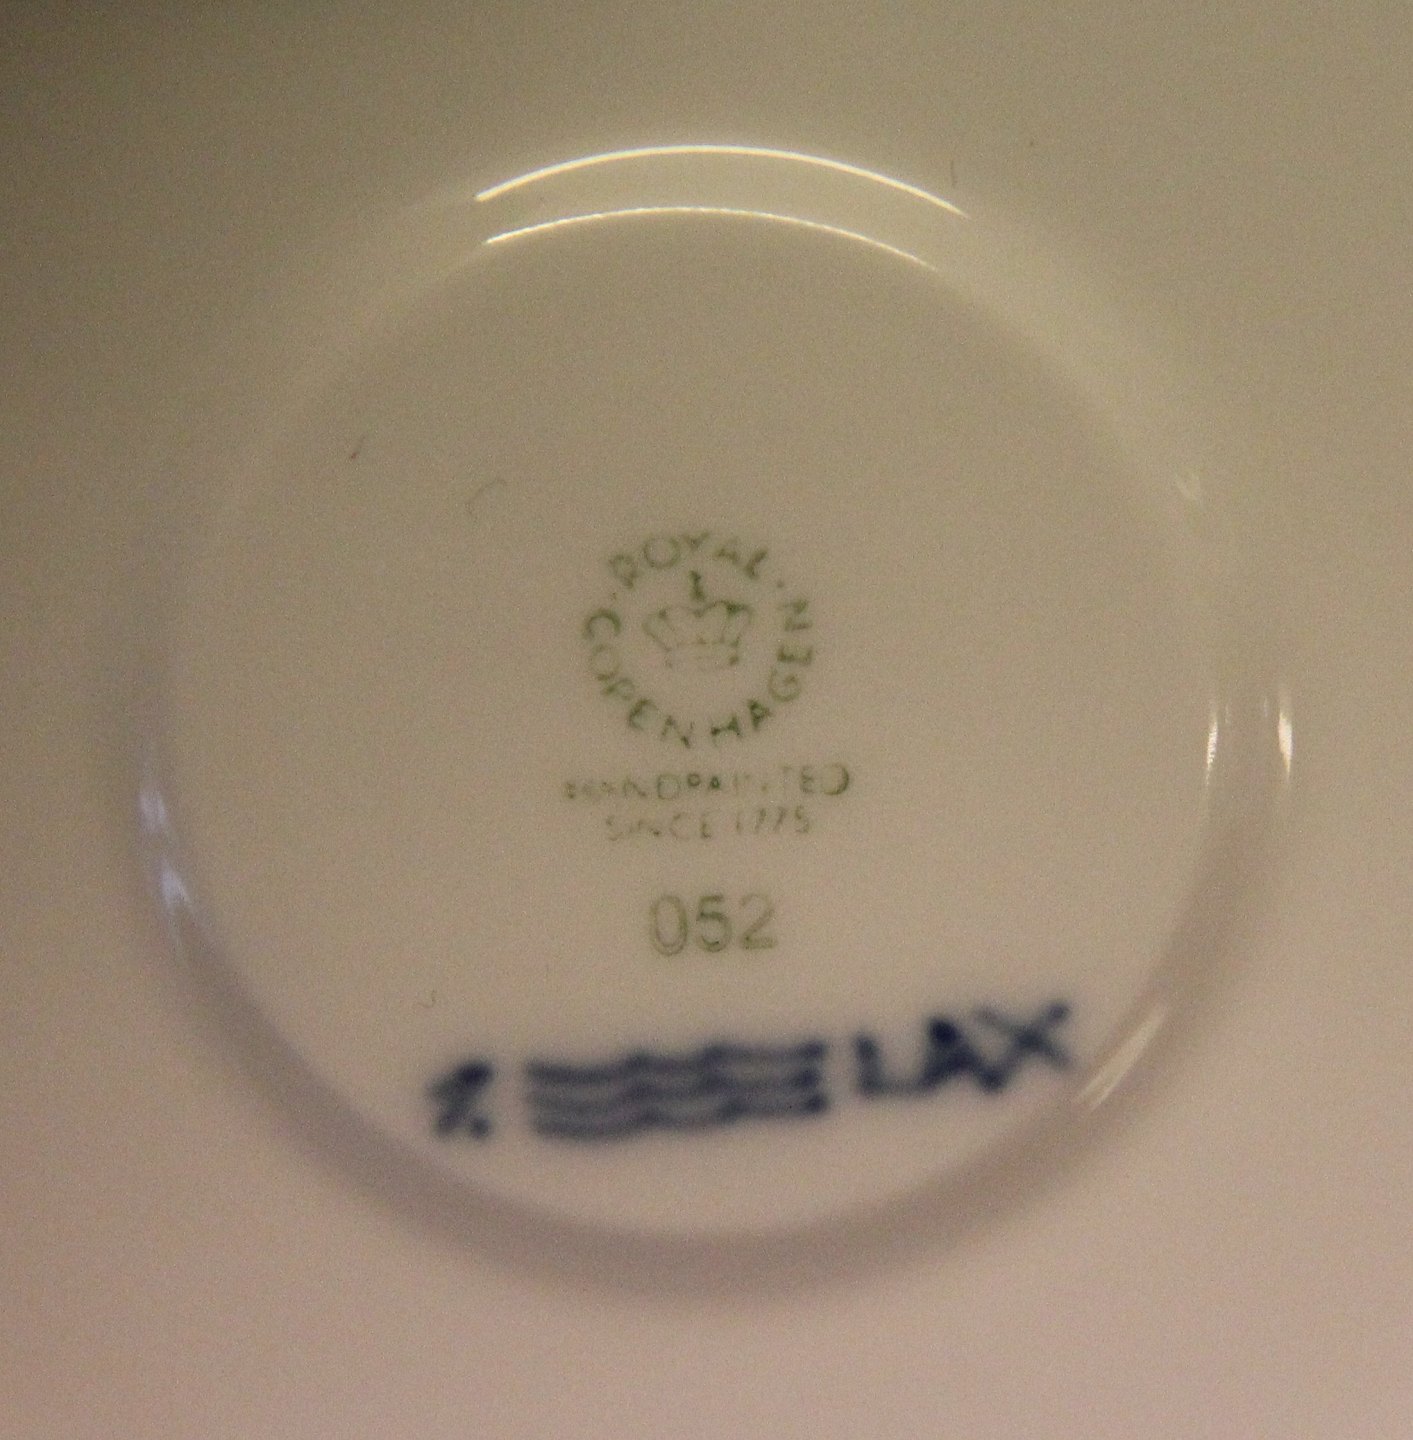 ROYAL
COPENHAGEN
HANDPAINTED
SINCE 1775
052
LAX